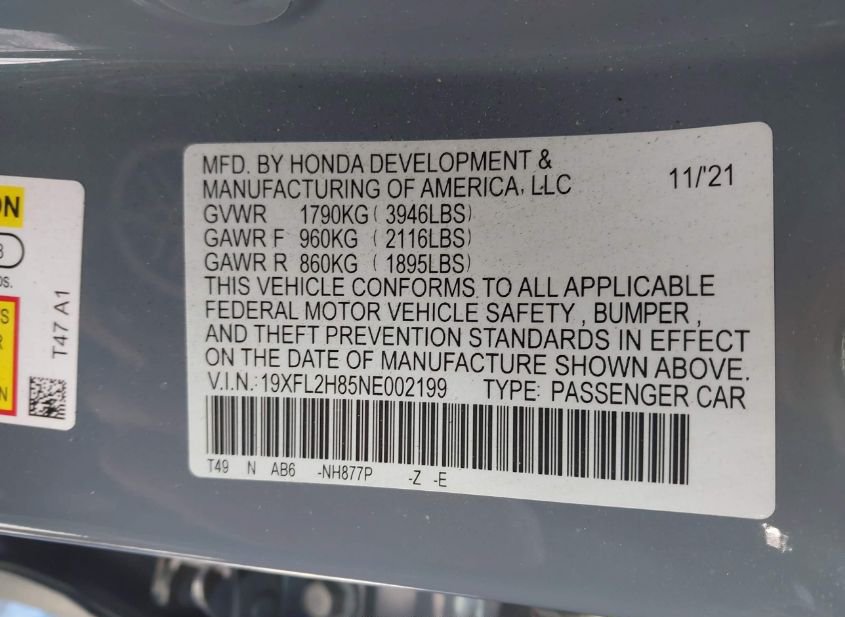 MFD. BY HONDA DEVELOPMENT &
MANUFACTURING OF AMERICA, LLC 11/'21
GVWR 1790KG ( 3946LBS)
GAWR F 960KG ( 2116LBS)
GAWR R 860KG ( 1895LBS)
THIS VEHICLE CONFORMS TO ALL APPLICABLE
FEDERAL MOTOR VEHICLE SAFETY , BUMPER ,
AND THEFT PREVENTION STANDARDS IN EFFECT
ON THE DATE OF MANUFACTURE SHOWN ABOVE.
V.I.N.:19XFL2H85NE002199 TYPE: PASSENGER CAR
T49 N AB6 -NH877P -Z -E
T47 A1